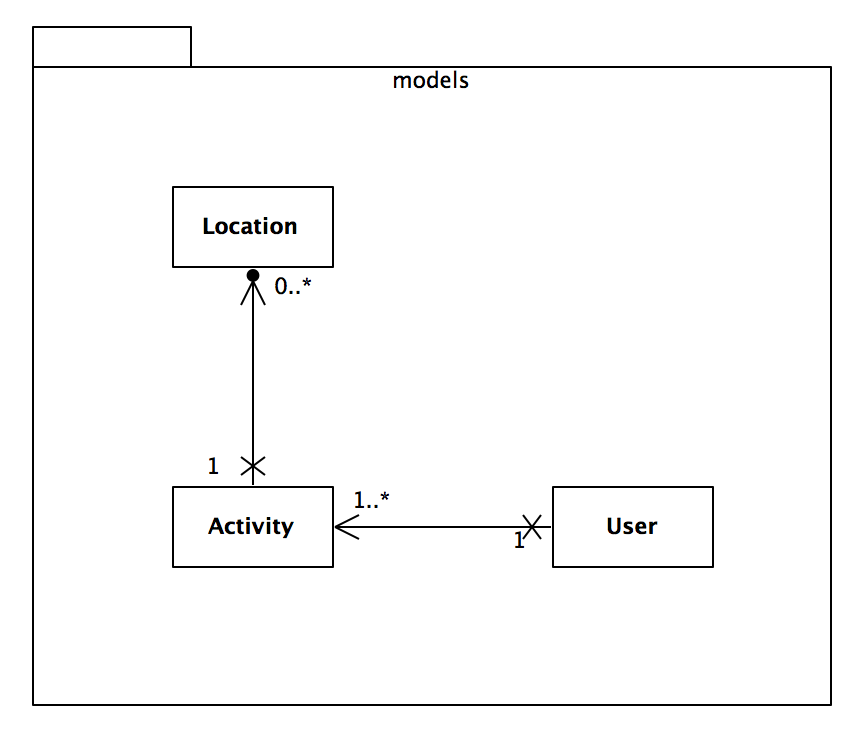 models
Location
0..*
1
1..*
Activity
User
1